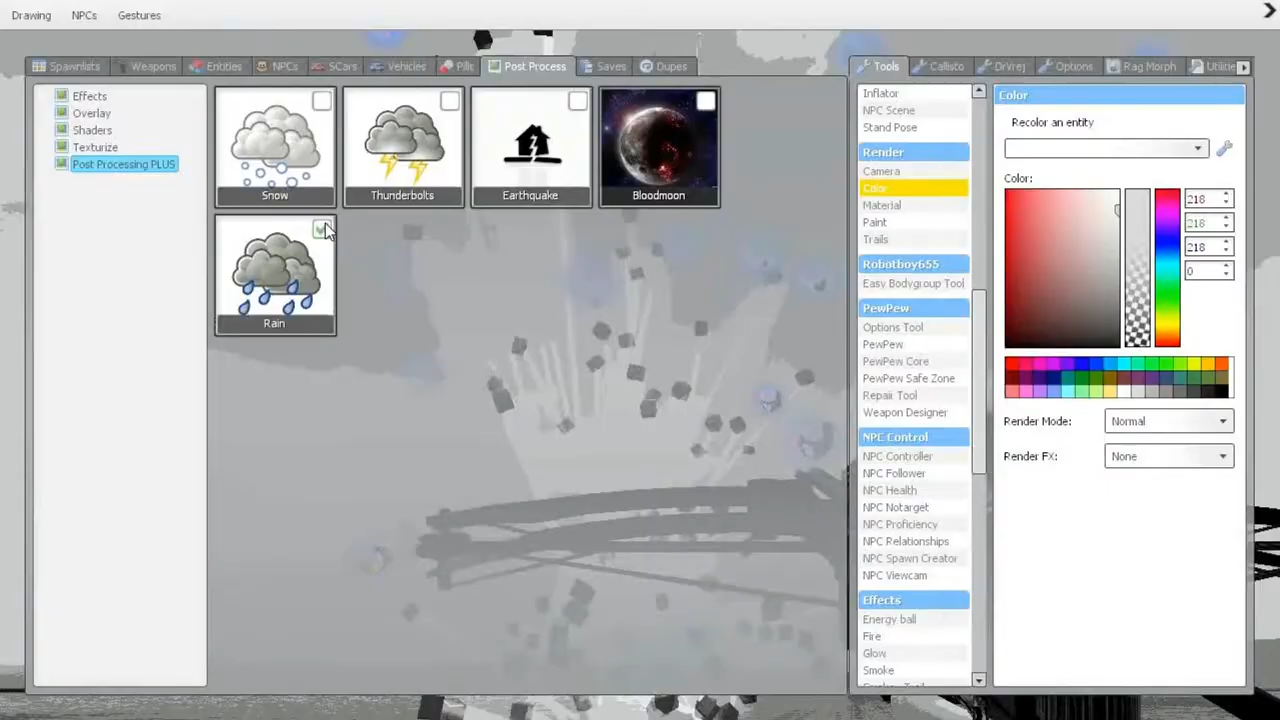 Drawing NPCs Gestures
Spawnlists Weapons Entities NPCs SCars Vehicles Pills Post Process Saves Dupes
Effects
Overlay
Shaders
Texturize
Post Processing PLUS
Snow Thunderbolts Earthquake Bloodmoon
Rain
Tools Callisto DrVrej Options Rag Morph Utilitie
Inflator
NPC Scene
Stand Pose
Render
Camera
Color
Material
Paint
Trails
Robotboy655
Easy Bodygroup Tool
PewPew
Options Tool
PewPew
PewPew Core
PewPew Safe Zone
Repair Tool
Weapon Designer
NPC Control
NPC Controller
NPC Follower
NPC Health
NPC Notarget
NPC Proficiency
NPC Relationships
NPC Spawn Creator
NPC Viewcam
Effects
Energy ball
Fire
Glow
Smoke
Color
Recolor an entity
Color:
218
218
218
0
Render Mode: Normal
Render FX: None